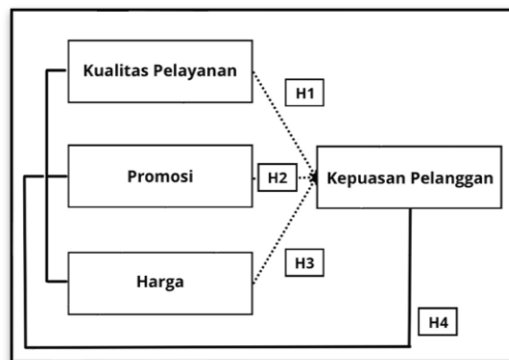 Kualitas Pelayanan
H1
Promosi
H2
Kepuasan Pelanggan
H3
Harga
H4